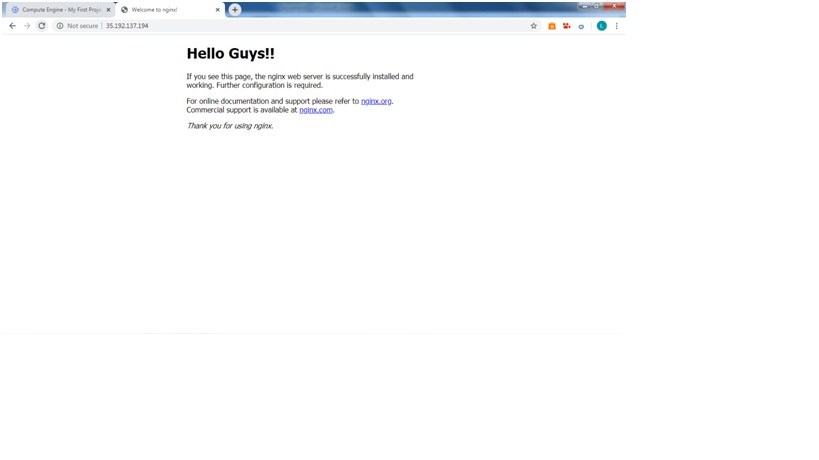 Compute Engine - My First Proje
Welcome to nginx!
Not secure | 35.192.137.194
L
Hello Guys!!
If you see this page, the nginx web server is successfully installed and
working. Further configuration is required.
For online documentation and support please refer to nginx.org.
Commercial support is available at nginx.com.
Thank you for using nginx.